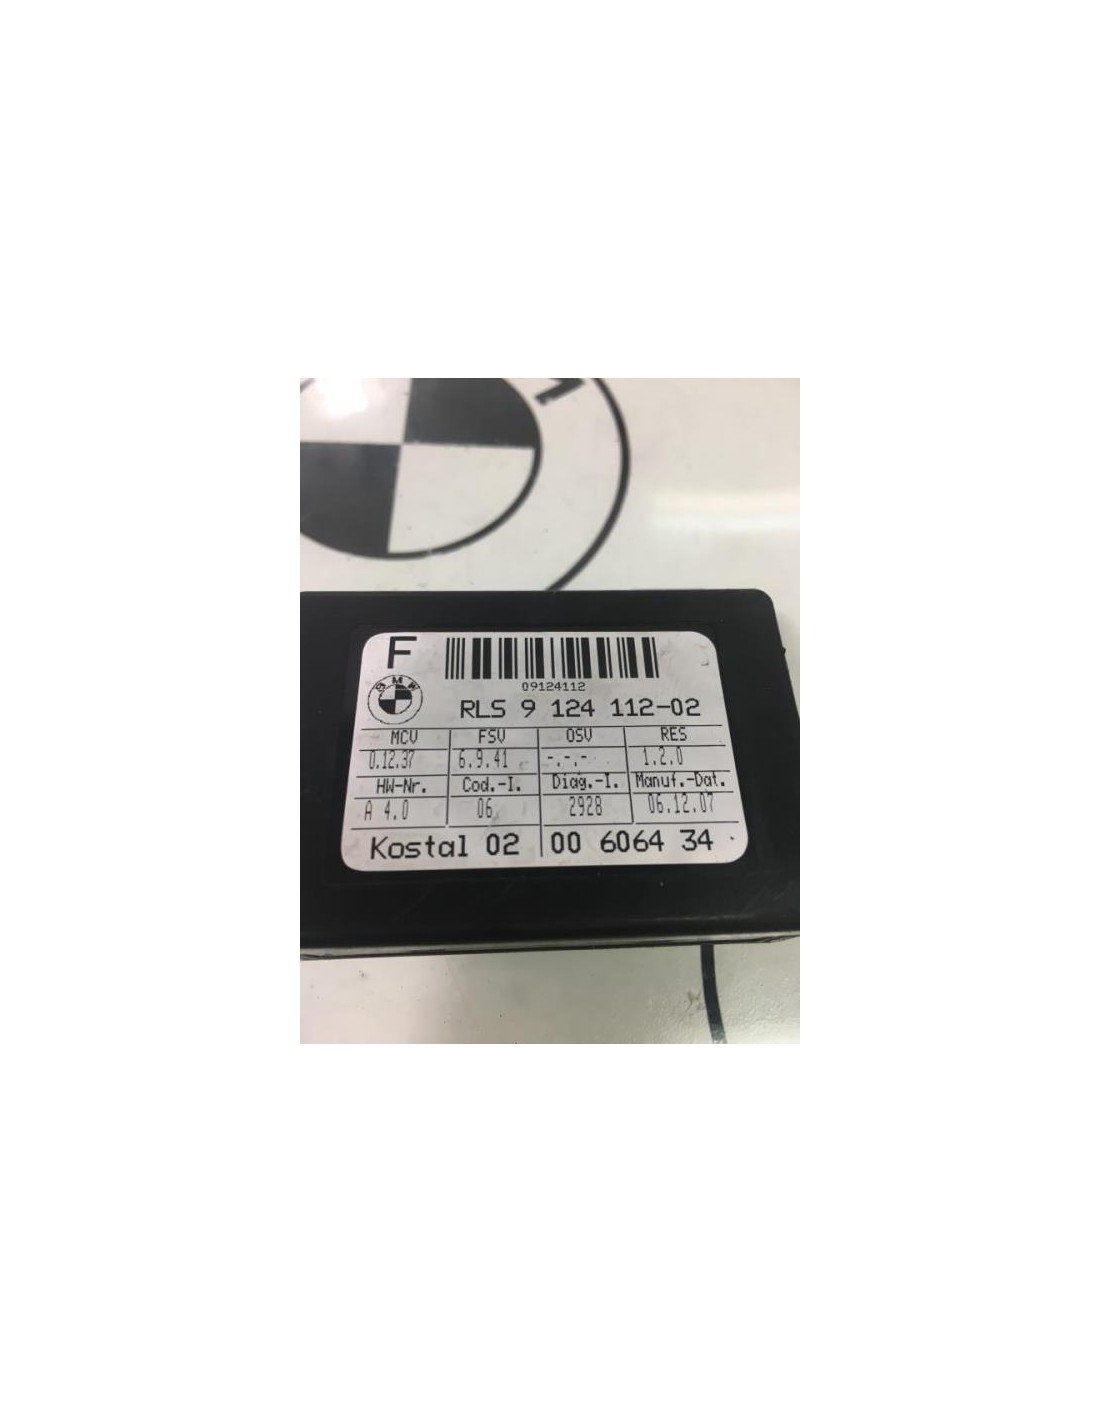 F
09124112
BMW
RLS 9 124 112-02
MCV FSV OSV RES
0.12.37 6.9.41 -.-.- 1.2.0
HW-Nr. Cod.-I. Diag.-I. Manuf.-Dat.
A 4.0 06 2928 06.12.07
Kostal 02 00 6064 34